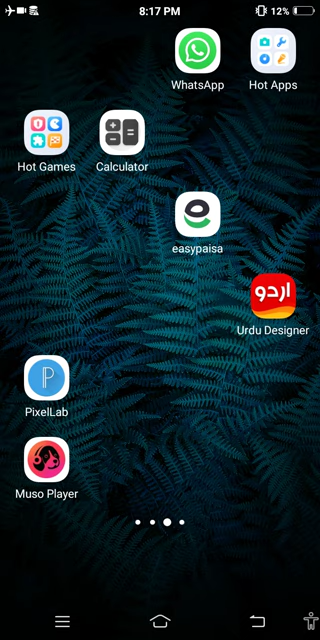 8:17 PM
12%
WhatsApp
Hot Apps
Hot Games
Calculator
easypaisa
اردو
Urdu Designer
P
PixelLab
Muso Player